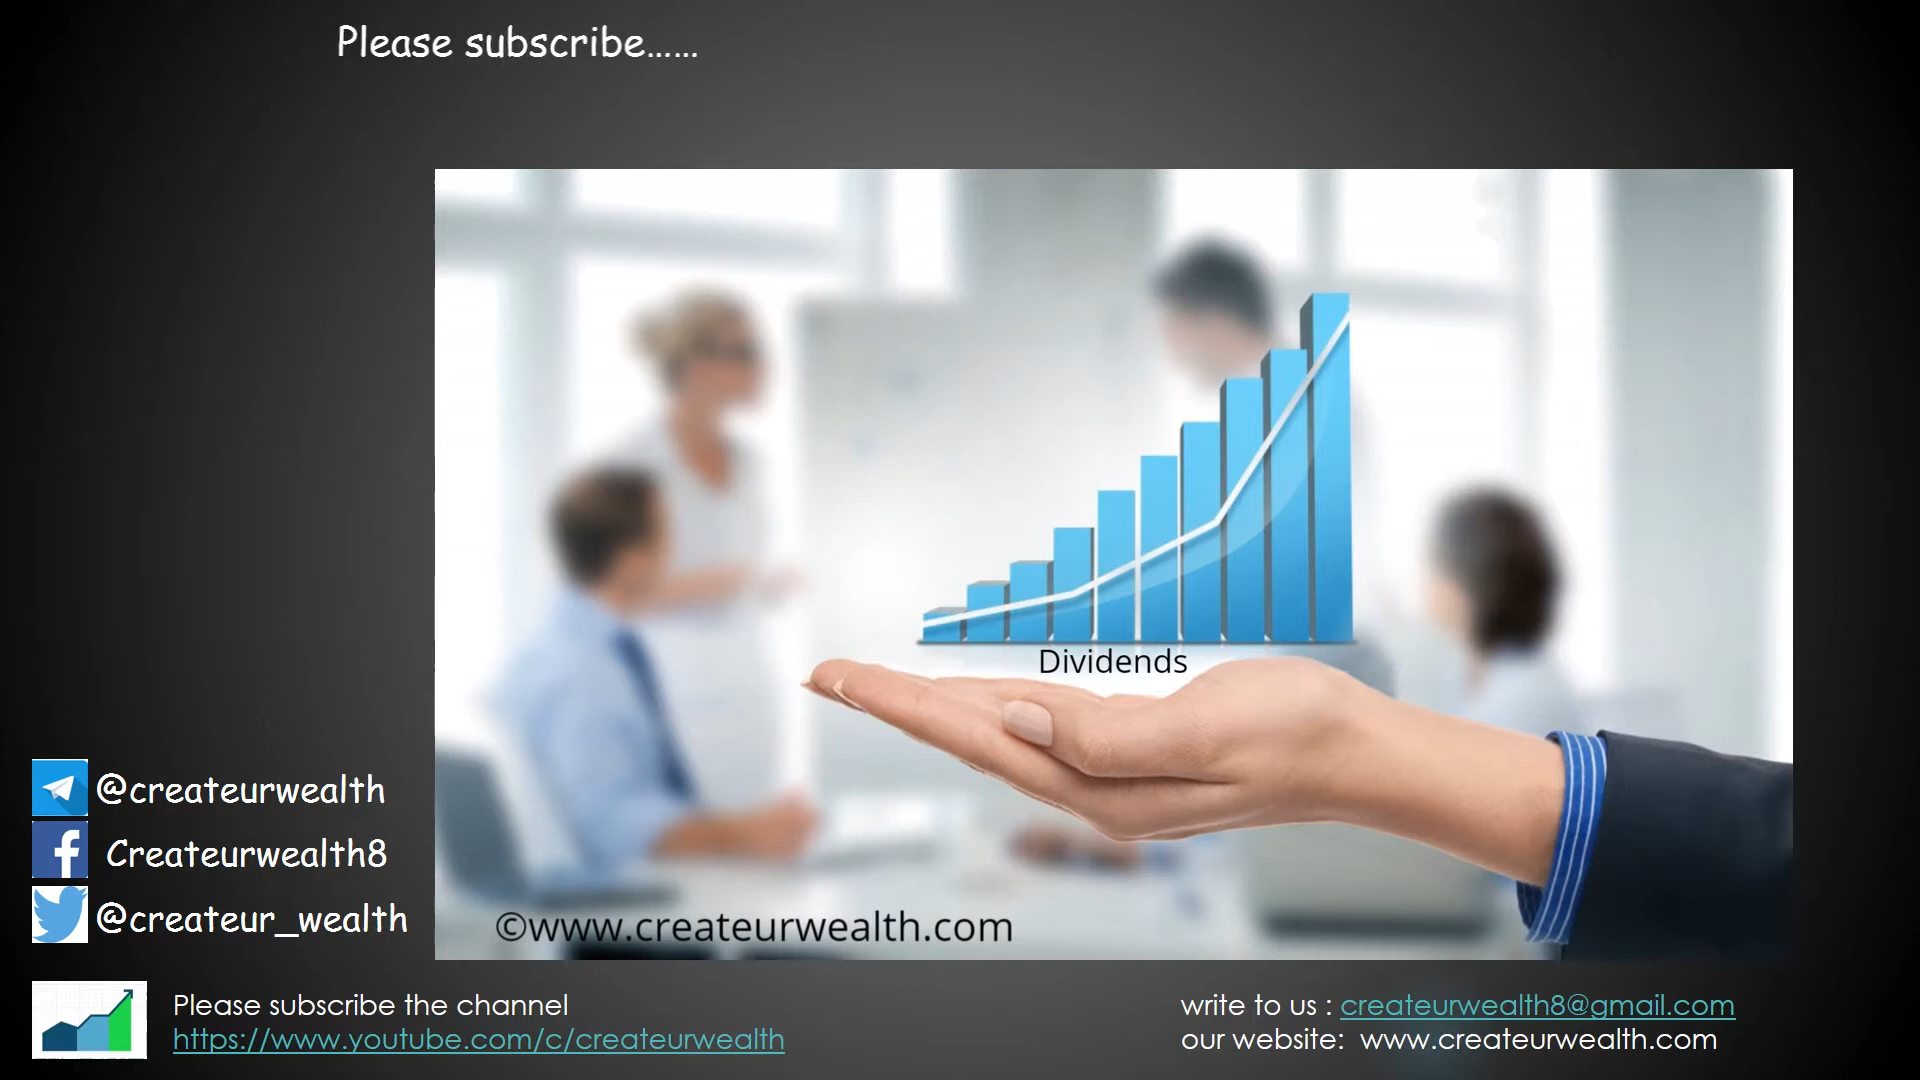 Please subscribe......
Dividends
@createurwealth
Createurwealth8
@createur_wealth
©www.createurwealth.com
Please subscribe the channel
https://www.youtube.com/c/createurwealth
write to us : createurwealth8@gmail.com
our website: www.createurwealth.com